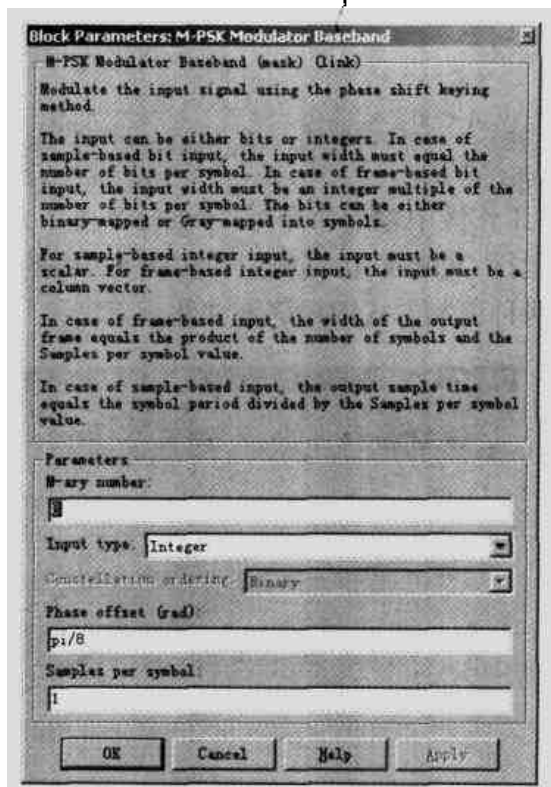 Block Parameters: M-PSK Modulator Baseband
M-PSK Modulator Baseband (mask) (link)
Modulate the input signal using the phase shift keying
method.
The input can be either bits or integers. In case of
sample-based bit input, the input width must equal the
number of bits per symbol. In case of frame-based bit
input, the input width must be an integer multiple of the
number of bits per symbol. The bits can be either
binary-mapped or Gray-mapped into symbols.
For sample-based integer input, the input must be a
scalar. For frame-based integer input, the input must be a
column vector.
In case of frame-based input, the width of the output
frame equals the product of the number of symbols and the
Samples per symbol value.
In case of sample-based input, the output sample time
equals the symbol period divided by the Samples per symbol
value.
Parameters
M-ary number:
Input type: Integer
Constellation ordering: Binary
Phase offset (rad):
pi/8
Samples per symbol:
1
OK Cancel Help Apply